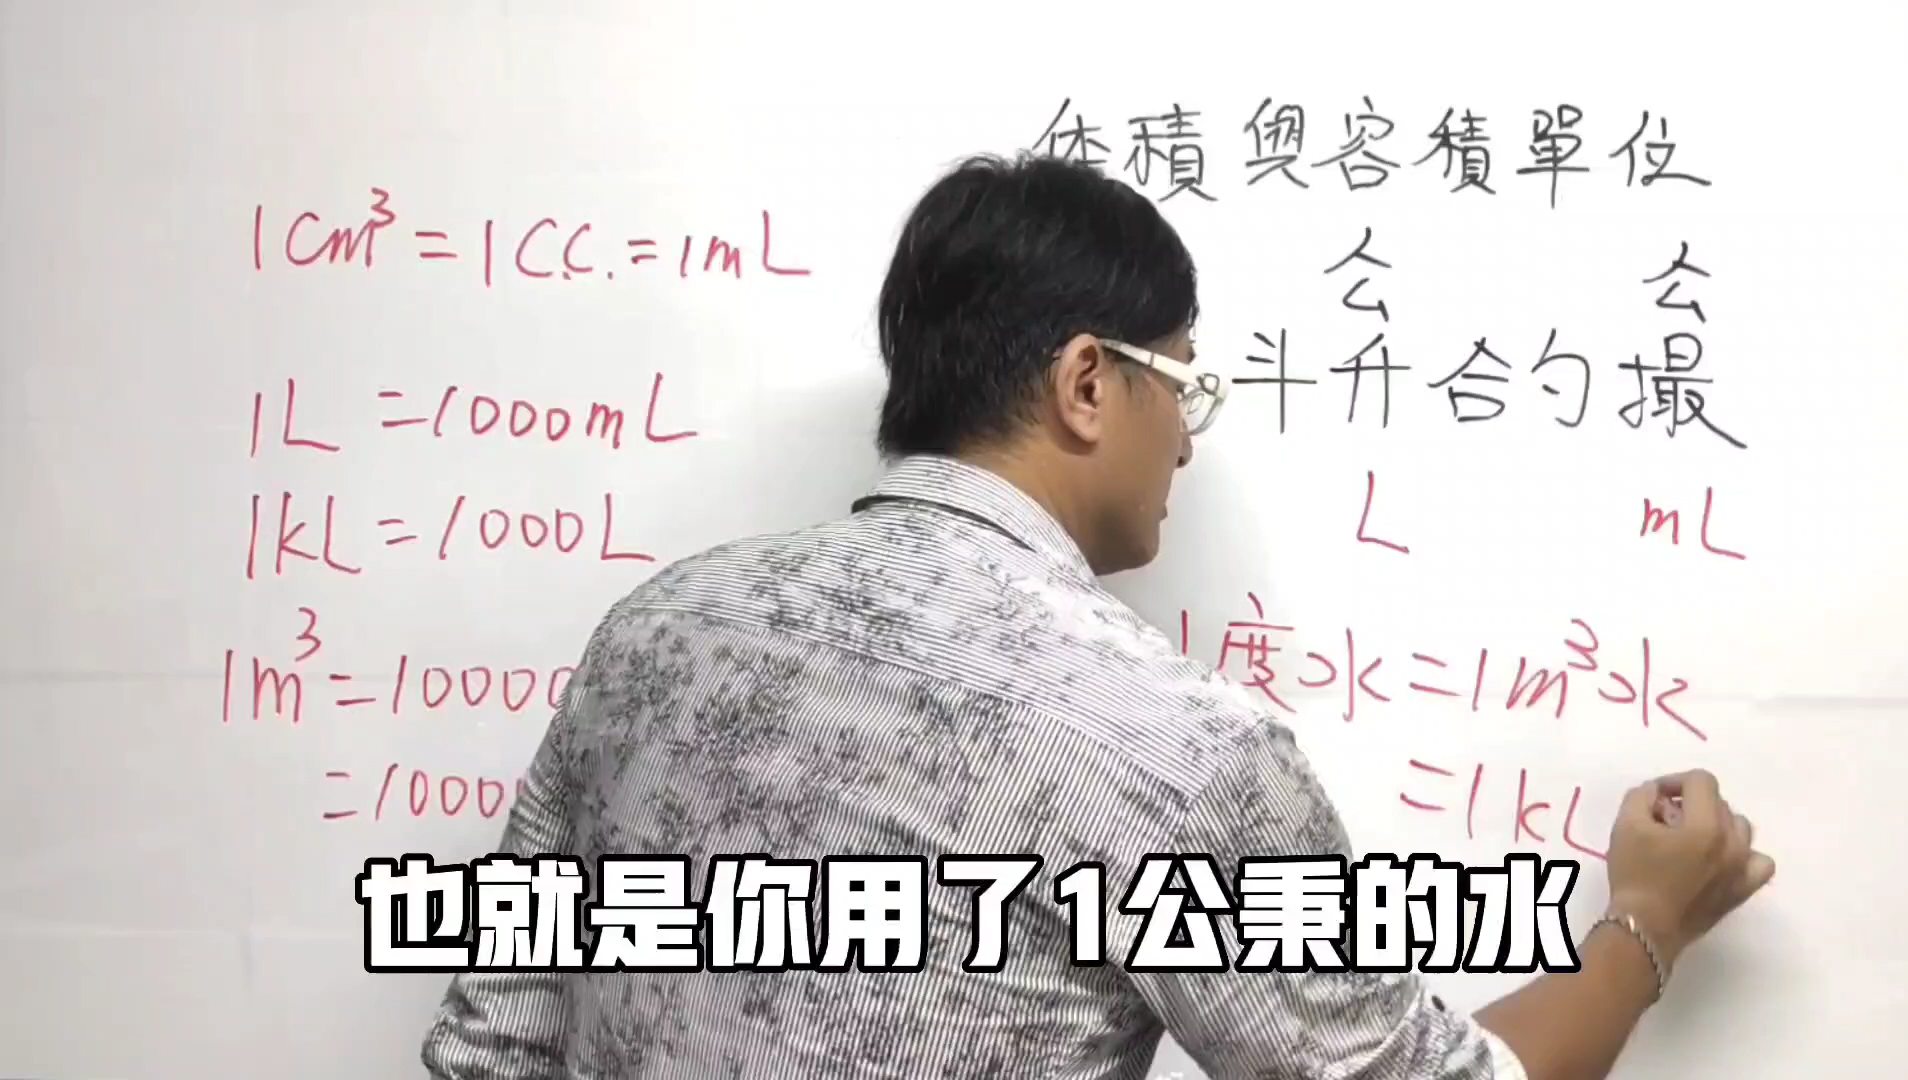 体積與容積單位
1cm³=1C.C.=1mL
公 公
斗升合勺撮
1L=1000mL
L mL
1kL=1000L
1m³=10000
1度水=1m³水
=1000
=1kL
也就是你用了1公秉的水